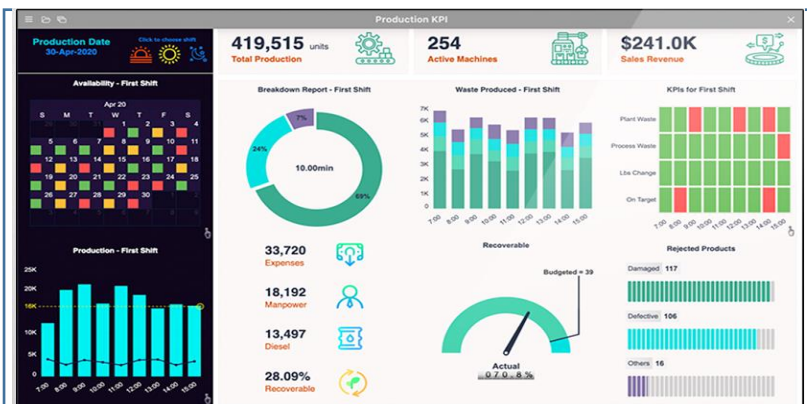 Production KPI
Production Date
30-Apr-2020
Click to choose shift
419,515 units
Total Production
254
Active Machines
$241.0K
Sales Revenue
Availability - First Shift
Apr 20
S M T W T F S
1 2 3 4
5 6 7 8 9 10 11
12 13 14 15 16 17 18
19 20 21 22 23 24 25
26 27 28 29 30
Breakdown Report - First Shift
7%
24%
10.00min
69%
Waste Produced - First Shift
7K
6K
5K
4K
3K
2K
1K
0
7:00 8:00 9:00 10:00 11:00 12:00 13:00 14:00 15:00
KPIs for First Shift
Plant Waste
Process Waste
Lbs Change
On Target
7:00 8:00 9:00 10:00 11:00 12:00 13:00 14:00 15:00
Production - First Shift
25K
20K
16K
10K
5K
0
7:00 8:00 9:00 10:00 11:00 12:00 13:00 14:00 15:00
33,720
Expenses
18,192
Manpower
13,497
Diesel
28.09%
Recoverable
Recoverable
Budgeted = 39
Actual
070.8%
Rejected Products
Damaged 117
Defective 106
Others 16